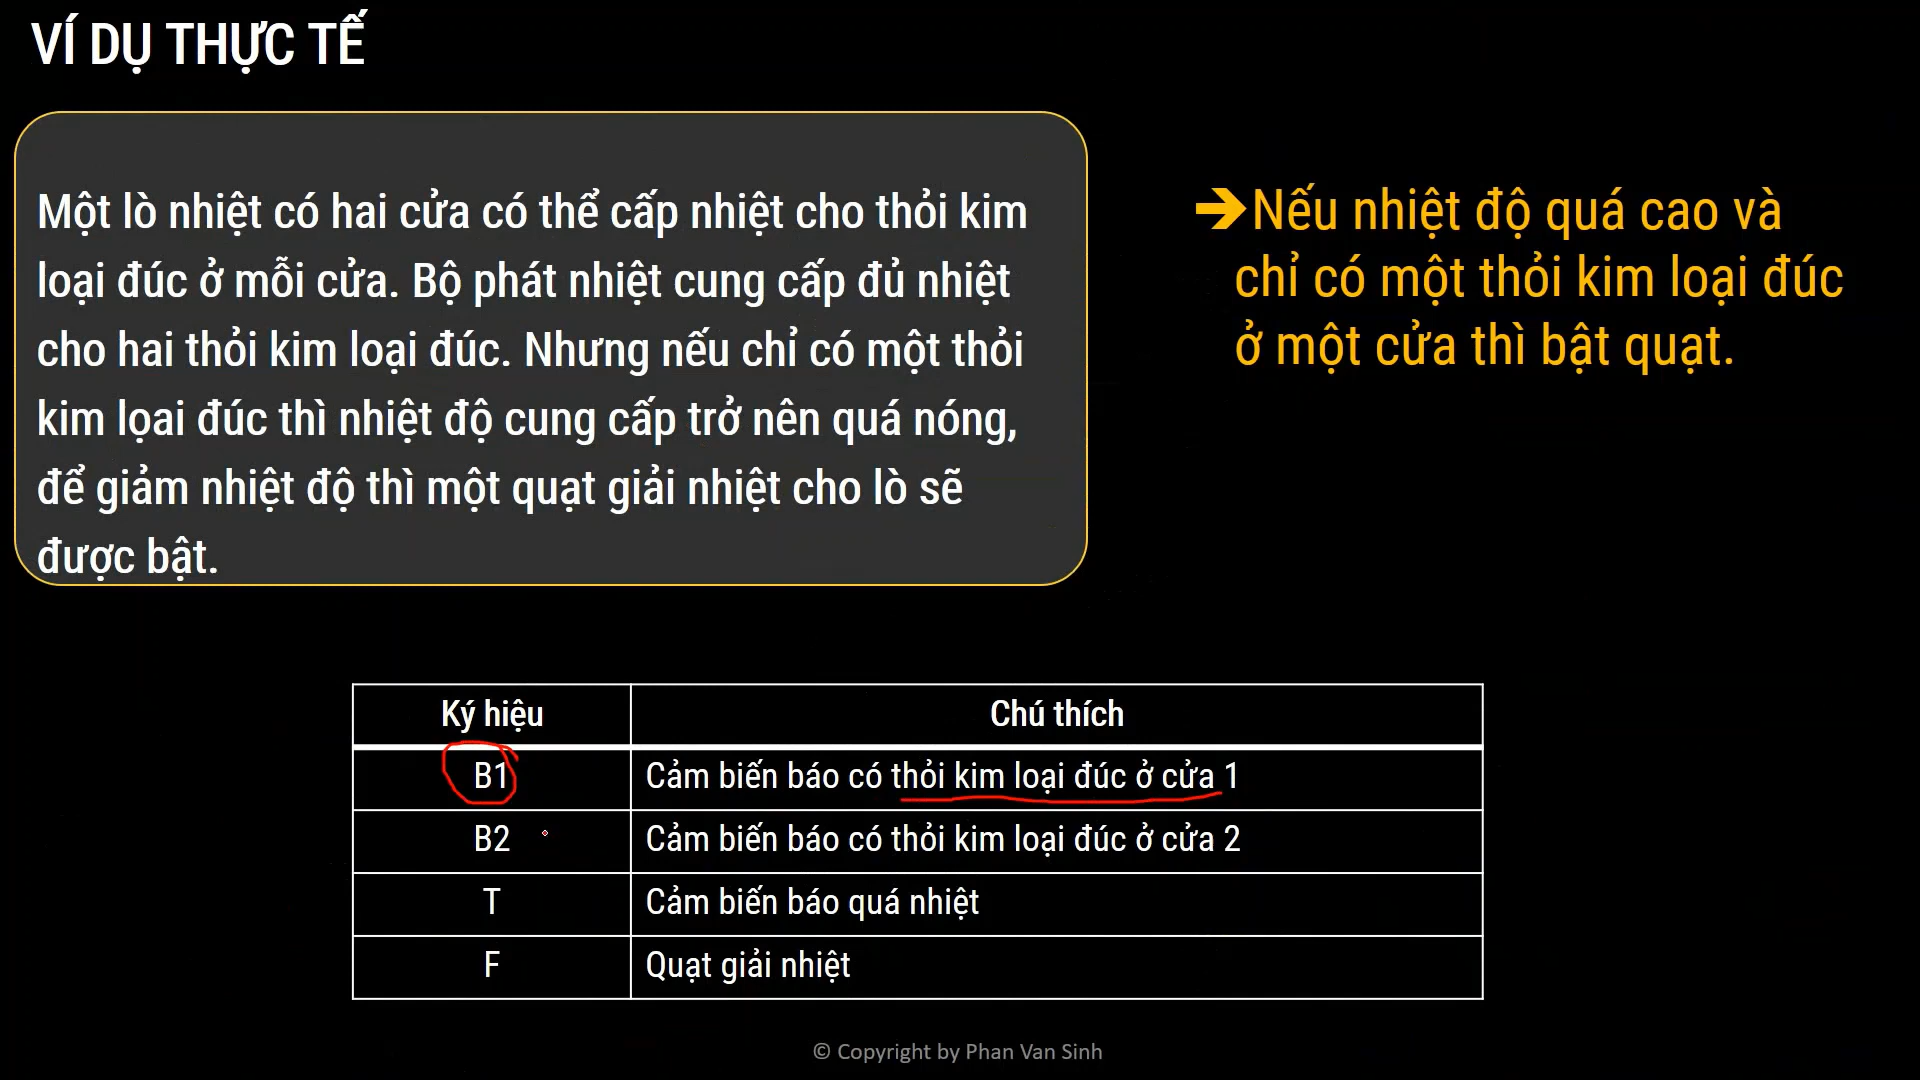 VÍ DỤ THỰC TẾ
Một lò nhiệt có hai cửa có thể cấp nhiệt cho thỏi kim
loại đúc ở mỗi cửa. Bộ phát nhiệt cung cấp đủ nhiệt
cho hai thỏi kim loại đúc. Nhưng nếu chỉ có một thỏi
kim lọai đúc thì nhiệt độ cung cấp trở nên quá nóng,
để giảm nhiệt độ thì một quạt giải nhiệt cho lò sẽ
được bật.
➔Nếu nhiệt độ quá cao và
chỉ có một thỏi kim loại đúc
ở một cửa thì bật quạt.
Ký hiệu Chú thích
B1 Cảm biến báo có thỏi kim loại đúc ở cửa 1
B2 Cảm biến báo có thỏi kim loại đúc ở cửa 2
T Cảm biến báo quá nhiệt
F Quạt giải nhiệt
© Copyright by Phan Van Sinh